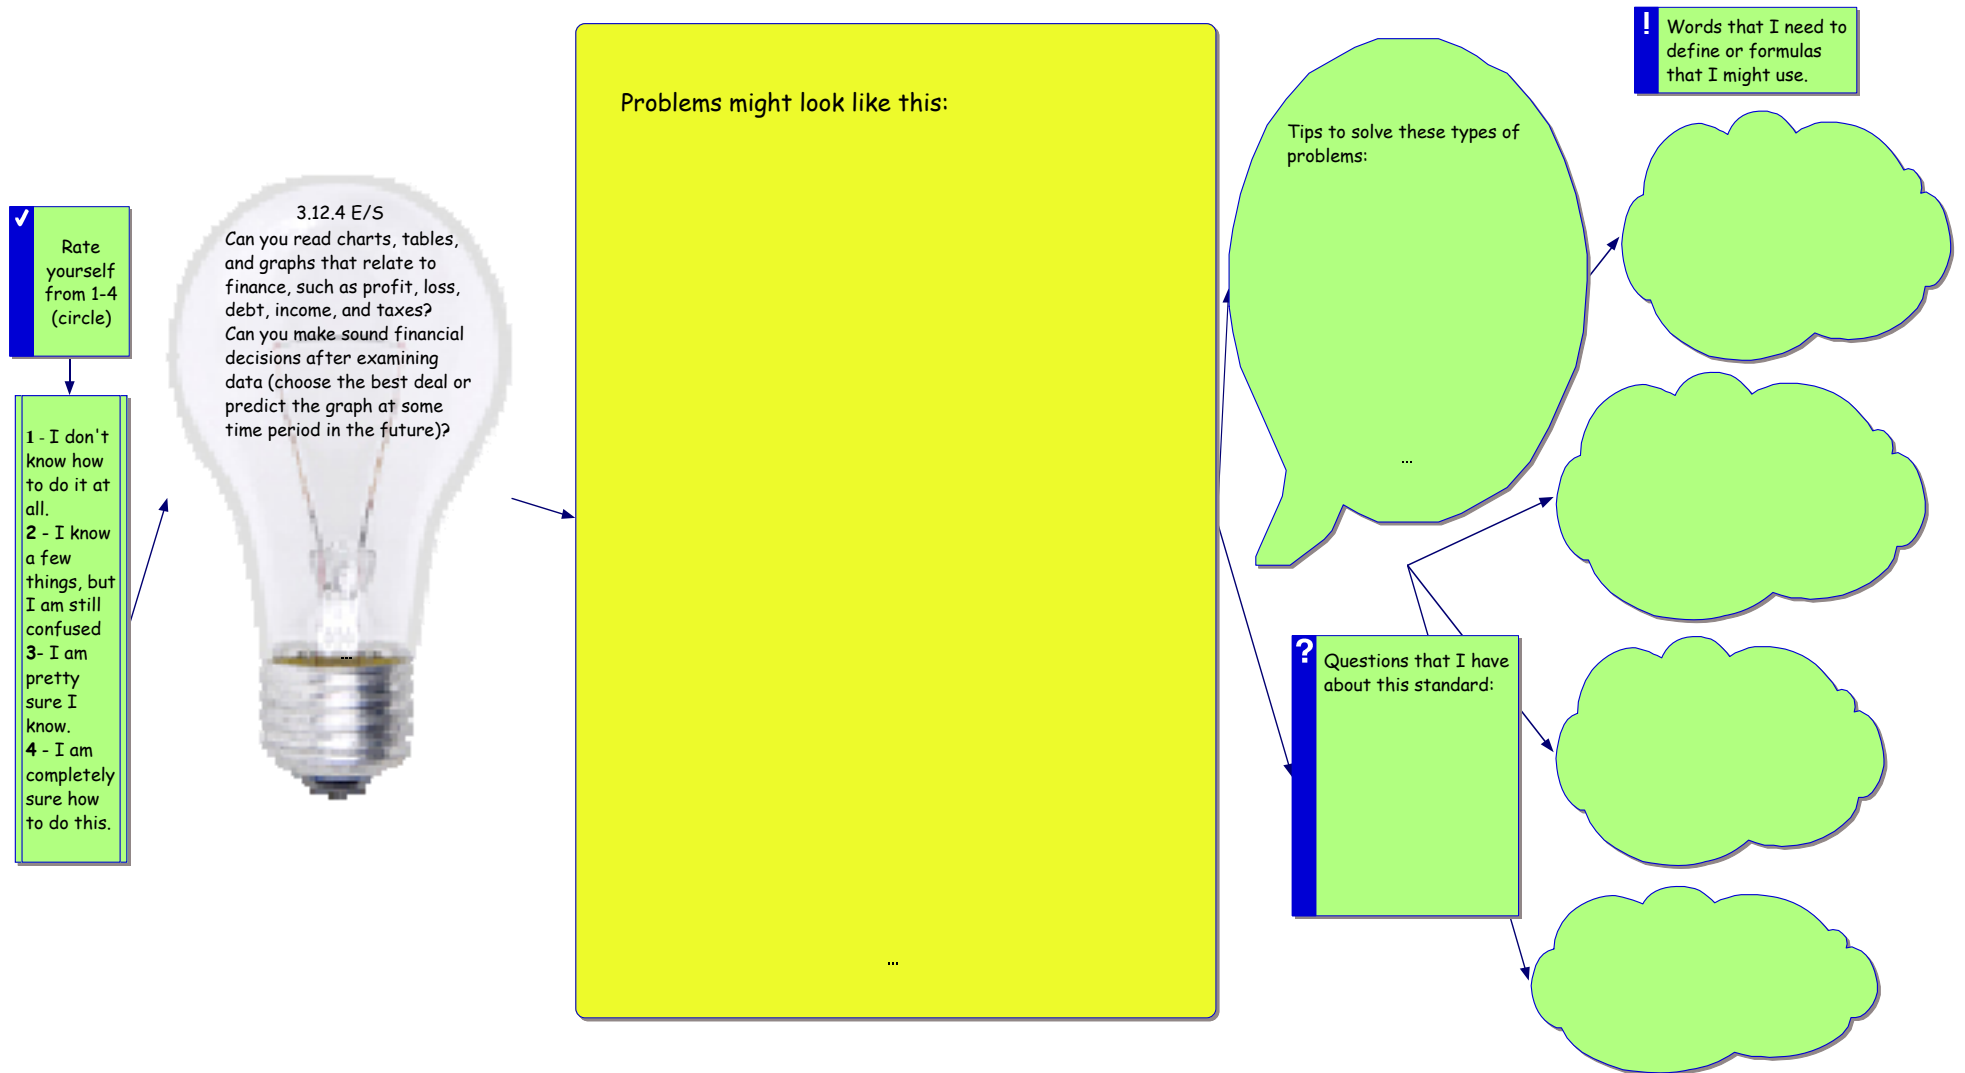 ✓
Rate
yourself
from 1-4
(circle)
1 - I don't
know how
to do it at
all.
2 - I know
a few
things, but
I am still
confused
3- I am
pretty
sure I
know.
4 - I am
completely
sure how
to do this.
3.12.4 E/S
Can you read charts, tables,
and graphs that relate to
finance, such as profit, loss,
debt, income, and taxes?
Can you make sound financial
decisions after examining
data (choose the best deal or
predict the graph at some
time period in the future)?
...
Problems might look like this:
...
Tips to solve these types of
problems:
...
?
Questions that I have
about this standard:
!
Words that I need to
define or formulas
that I might use.